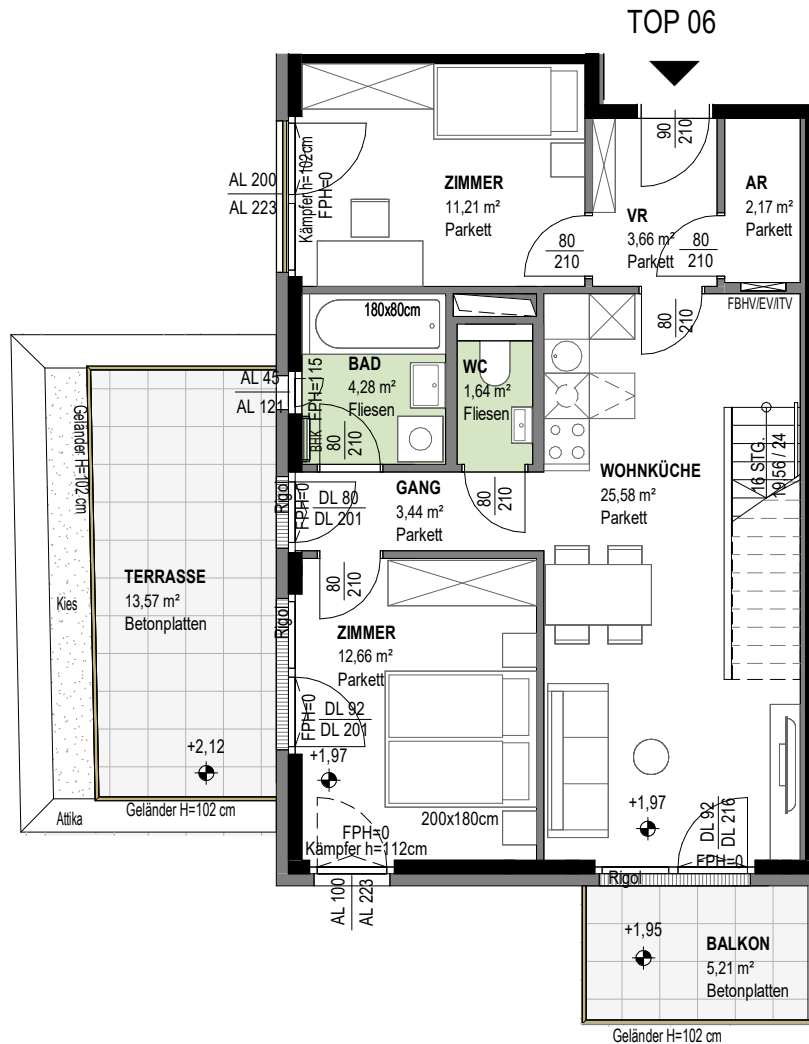 TOP 06
90
210
AL 200
AL 223
Kämpfer h=102cm
FPH=0
ZIMMER
11,21 m²
Parkett
80
210
VR
3,66 m²
Parkett
80
210
AR
2,17 m²
Parkett
FBHV/EV/ITV
80
210
180x80cm
BAD
4,28 m²
Fliesen
AL 45
AL 121
FPH=115
BHK
80
210
WC
1,64 m²
Fliesen
80
210
WOHNKÜCHE
25,58 m²
Parkett
16 STG.
19,56 / 24
GANG
3,44 m²
Parkett
Rigol
FPH=0
DL 80
DL 201
Geländer H=102 cm
Kies
TERRASSE
13,57 m²
Betonplatten
+2,12
Geländer H=102 cm
Attika
80
210
Rigol
ZIMMER
12,66 m²
Parkett
FPH=0
DL 92
DL 201
+1,97
200x180cm
FPH=0
Kämpfer h=112cm
AL 100
AL 223
+1,97
DL 92
DL 216
FPH=0
Rigol
+1,95
BALKON
5,21 m²
Betonplatten
Geländer H=102 cm